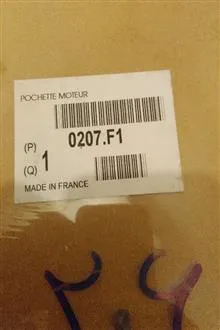 POCHETTE MOTEUR
(P) 0207.F1
(Q) 1
MADE IN FRANCE